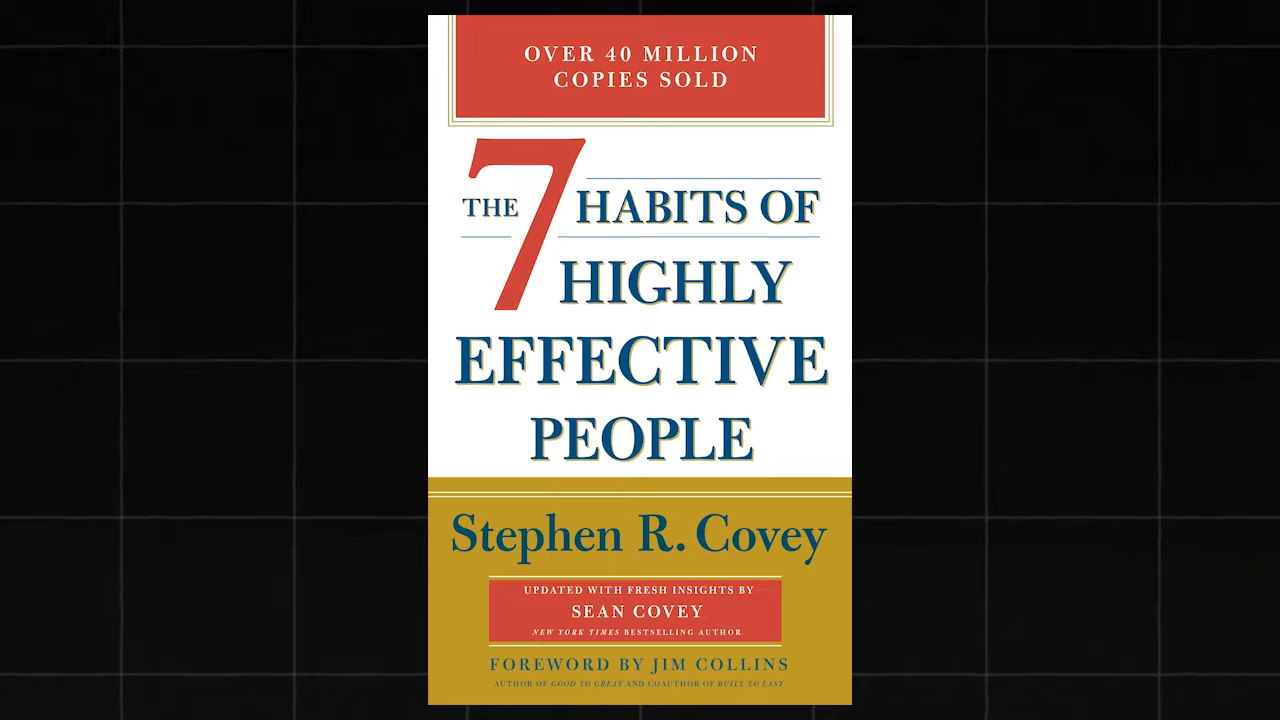 OVER 40 MILLION
COPIES SOLD
THE 7 HABITS OF
HIGHLY
EFFECTIVE
PEOPLE
Stephen R. Covey
UPDATED WITH FRESH INSIGHTS BY
SEAN COVEY
NEW YORK TIMES BESTSELLING AUTHOR
FOREWORD BY JIM COLLINS
AUTHOR OF GOOD TO GREAT AND COAUTHOR OF BUILT TO LAST